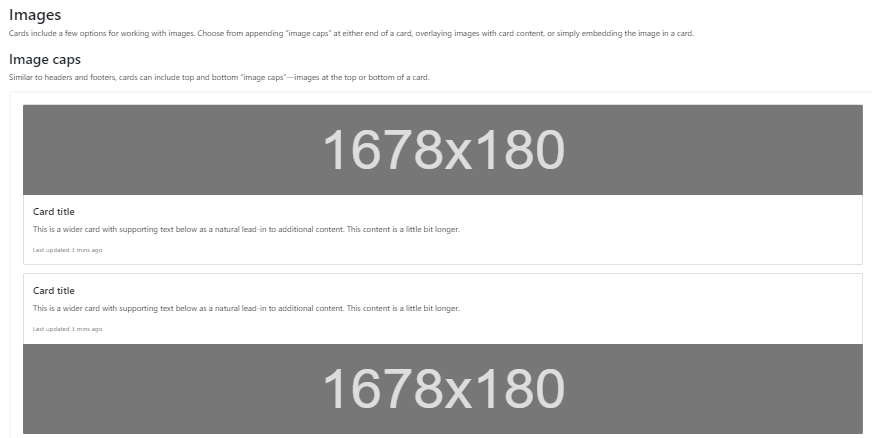 Images
Cards include a few options for working with images. Choose from appending "image caps" at either end of a card, overlaying images with card content, or simply embedding the image in a card.
Image caps
Similar to headers and footers, cards can include top and bottom "image caps"—images at the top or bottom of a card.
1678x180
Card title
This is a wider card with supporting text below as a natural lead-in to additional content. This content is a little bit longer.
Last updated 3 mins ago
Card title
This is a wider card with supporting text below as a natural lead-in to additional content. This content is a little bit longer.
Last updated 3 mins ago
1678x180